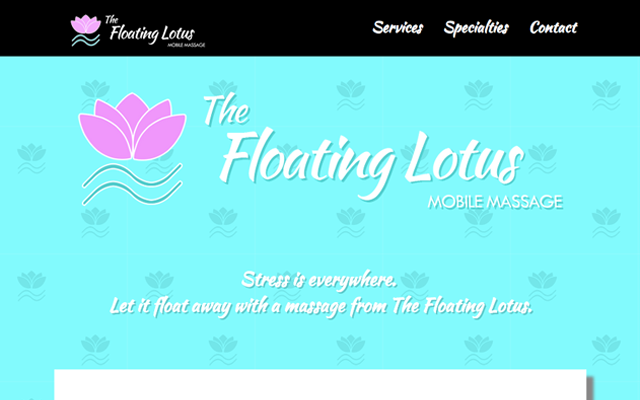 The
Floating Lotus
MOBILE MASSAGE
Services Specialties Contact
The
Floating Lotus
MOBILE MASSAGE
Stress is everywhere.
Let it float away with a massage from The Floating Lotus.